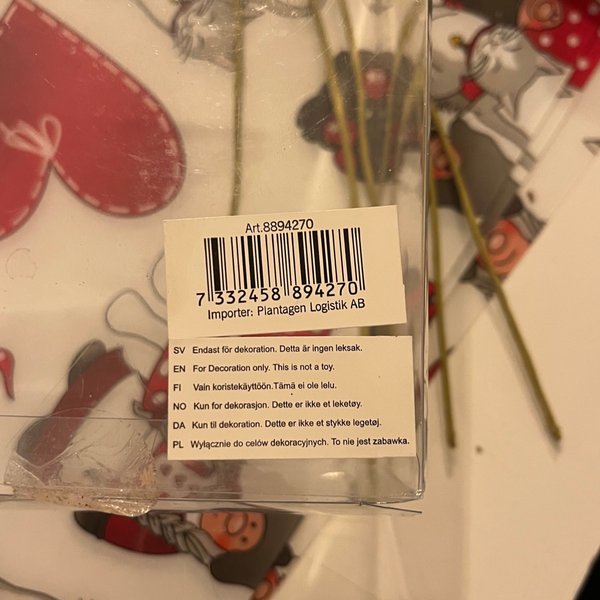 Art.8894270
7 332458 894270
Importer: Plantagen Logistik AB
SV Endast för dekoration. Detta är ingen leksak.
EN For Decoration only. This is not a toy.
FI Vain koristekäyttöön.Tämä ei ole lelu.
NO Kun for dekorasjon. Dette er ikke et leketøy.
DA Kun til dekoration. Dette er ikke et stykke legetøj.
PL Wyłącznie do celów dekoracyjnych. To nie jest zabawka.